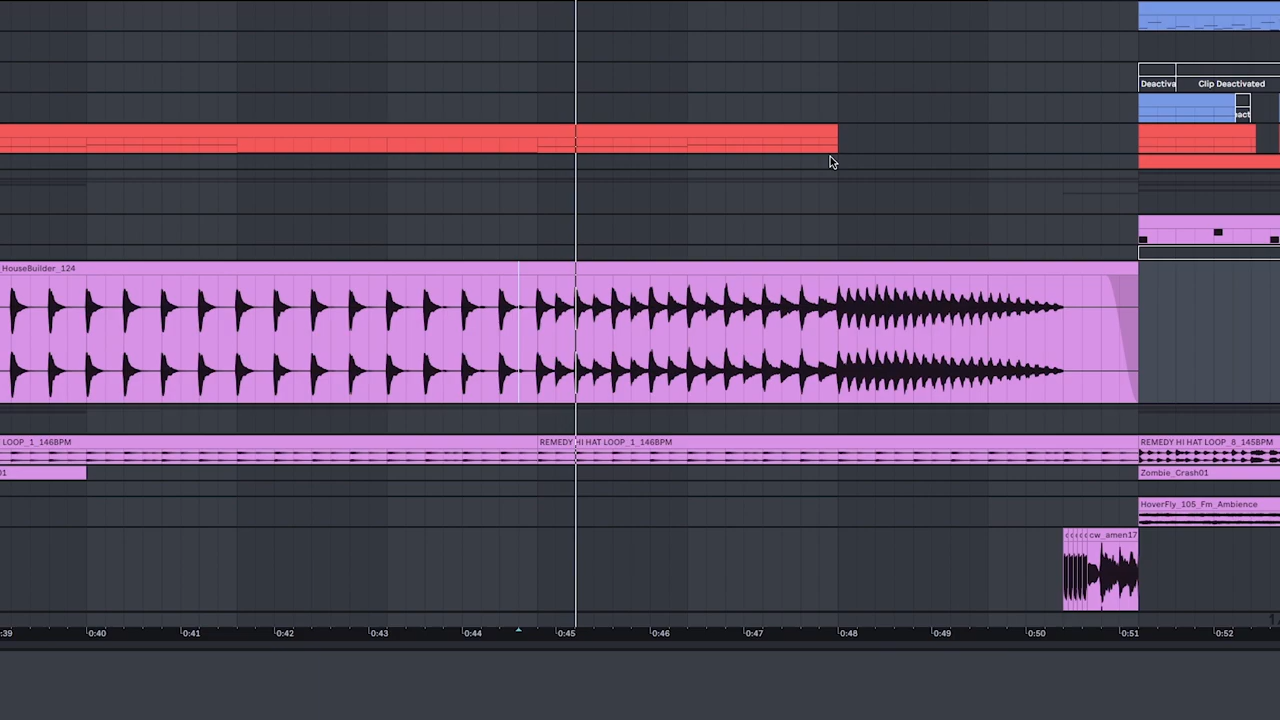 Deactiva
Clip Deactivated
HouseBuilder_124
LOOP_1_146BPM
REMEDY HI HAT LOOP_1_146BPM
REMEDY HI HAT LOOP_8_145BPM
01
Zombie_Crash01
HoverFly_105_Fm_Ambience
cw_amen17
:39
0:40
0:41
0:42
0:43
0:44
0:45
0:46
0:47
0:48
0:49
0:50
0:51
0:52